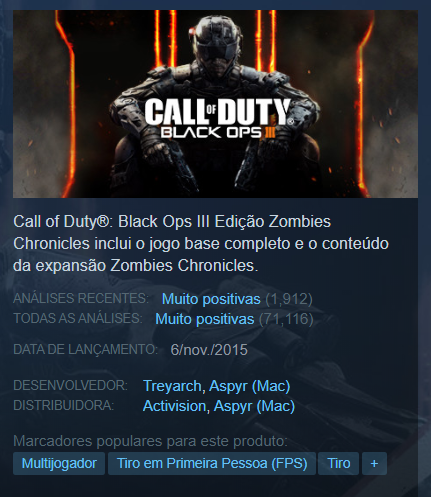 CALL OF DUTY®
BLACK OPS III
Call of Duty®: Black Ops III Edição Zombies
Chronicles inclui o jogo base completo e o conteúdo
da expansão Zombies Chronicles.
ANÁLISES RECENTES: Muito positivas (1,912)
TODAS AS ANÁLISES: Muito positivas (71,116)
DATA DE LANÇAMENTO: 6/nov./2015
DESENVOLVEDOR: Treyarch, Aspyr (Mac)
DISTRIBUIDORA: Activision, Aspyr (Mac)
Marcadores populares para este produto:
Multijogador Tiro em Primeira Pessoa (FPS) Tiro +